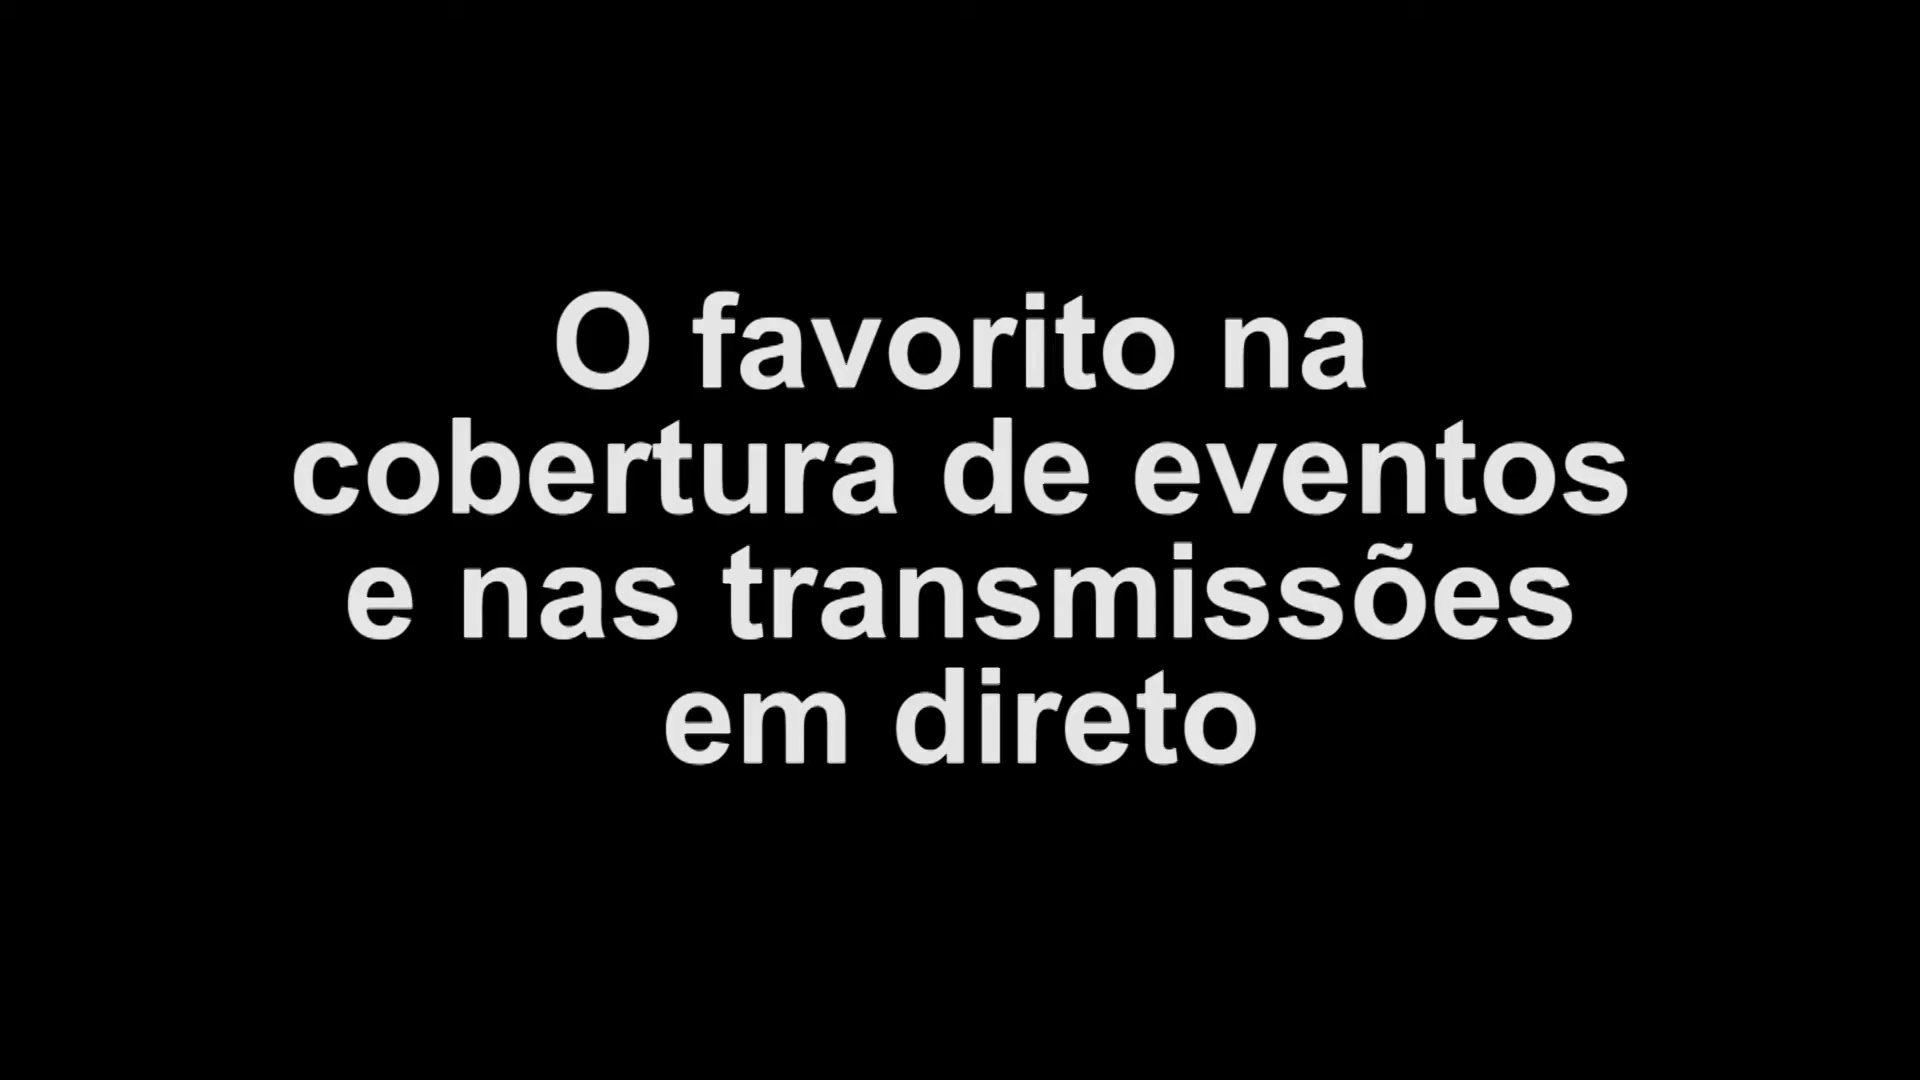 O favorito na
cobertura de eventos
e nas transmissões
em direto